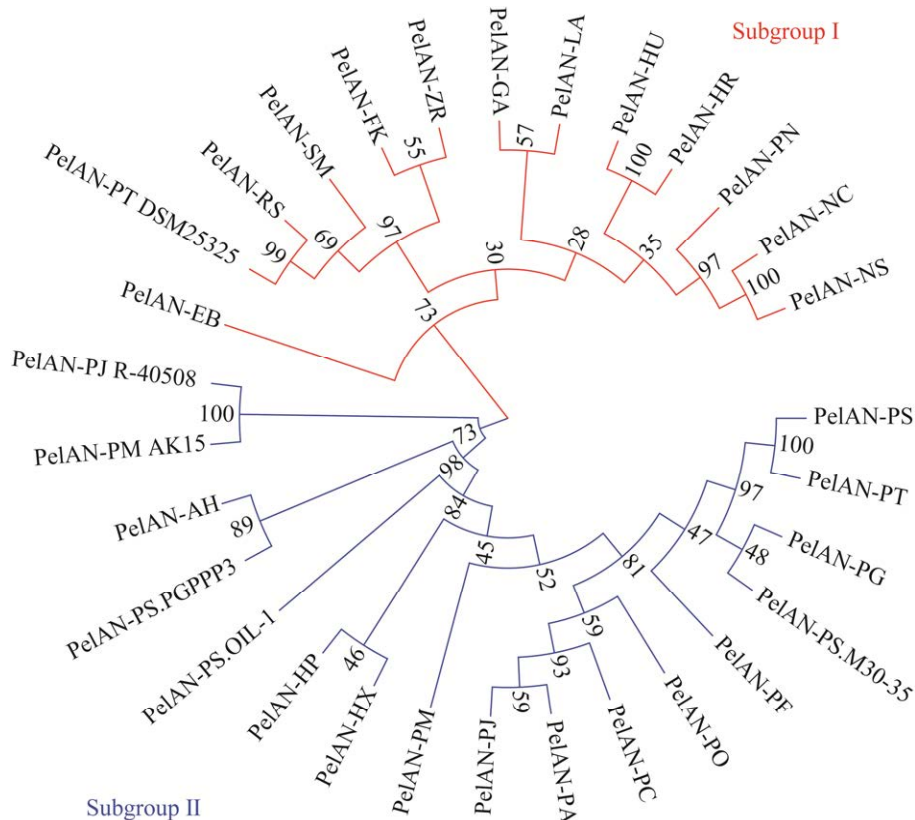 Subgroup I
PelAN-GA
PelAN-LA
PelAN-HU
PelAN-HR
PelAN-PN
PelAN-NC
PelAN-NS
PelAN-ZR
PelAN-FK
PelAN-SM
PelAN-RS
PelAN-PT DSM25325
PelAN-EB
57
100
55
97
69
99
30
28
35
97
100
73
PelAN-PJ R-40508
PelAN-PM AK15
PelAN-AH
PelAN-PS.PGPPP3
PelAN-PS.OIL-1
PelAN-HP
PelAN-HX
PelAN-PM
PelAN-PJ
PelAN-PA
PelAN-PC
PelAN-PO
PelAN-PF
PelAN-PS.M30-35
PelAN-PG
PelAN-PT
PelAN-PS
100
73
98
89
84
46
45
52
81
59
93
59
47
97
48
100
Subgroup II